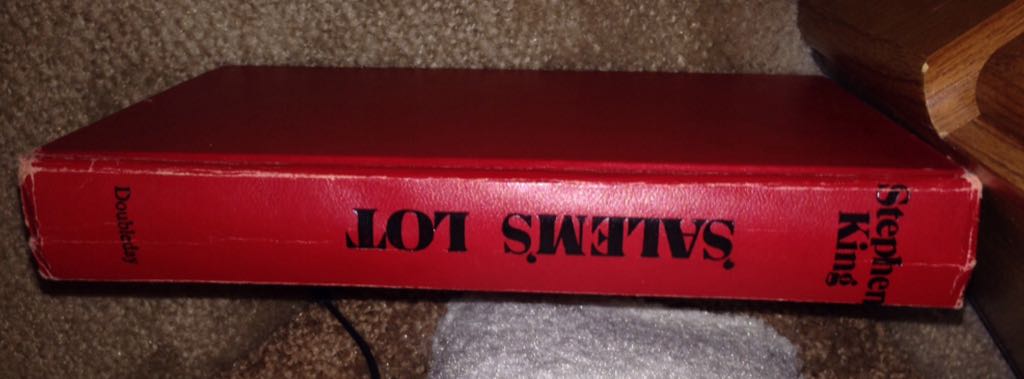 Stephen
King
'SALEM'S LOT
Doubleday